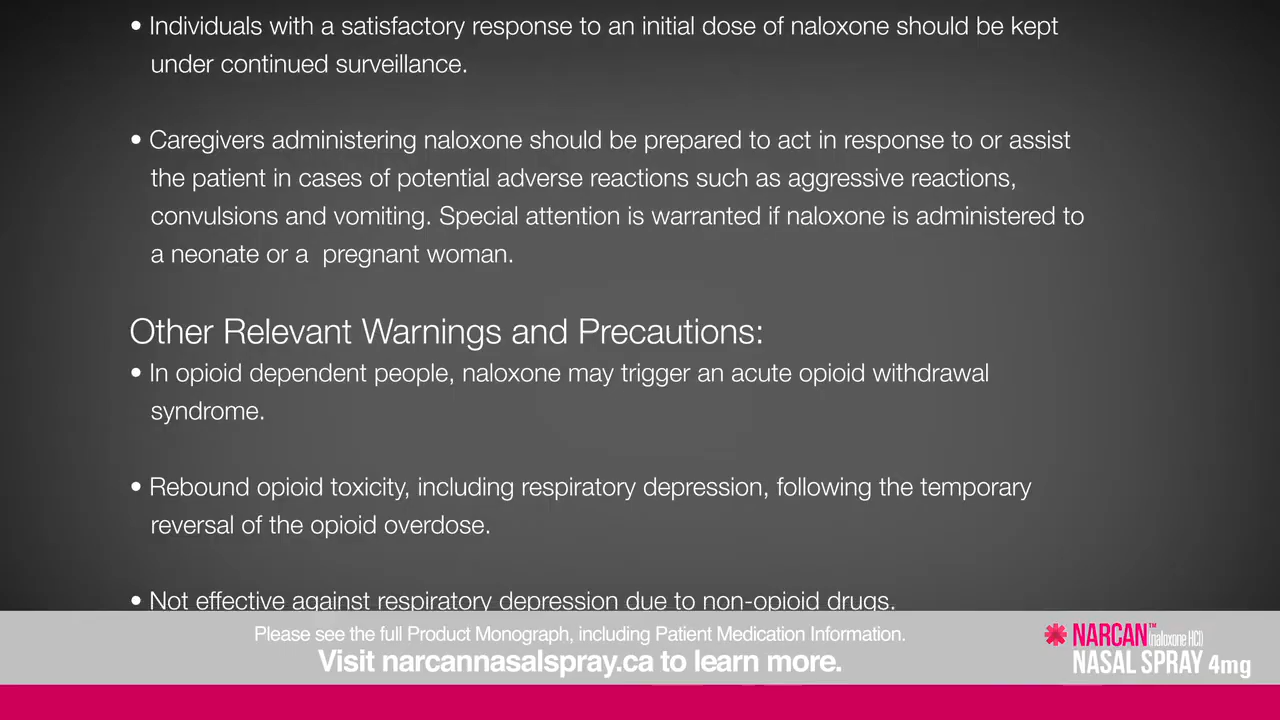 • Individuals with a satisfactory response to an initial dose of naloxone should be kept
under continued surveillance.
• Caregivers administering naloxone should be prepared to act in response to or assist
the patient in cases of potential adverse reactions such as aggressive reactions,
convulsions and vomiting. Special attention is warranted if naloxone is administered to
a neonate or a  pregnant woman.
Other Relevant Warnings and Precautions:
• In opioid dependent people, naloxone may trigger an acute opioid withdrawal
syndrome.
• Rebound opioid toxicity, including respiratory depression, following the temporary
reversal of the opioid overdose.
• Not effective against respiratory depression due to non-opioid drugs.
Please see the full Product Monograph, including Patient Medication Information.
Visit narcannasalspray.ca to learn more.
NARCAN™ (naloxone HCl)
NASAL SPRAY 4mg